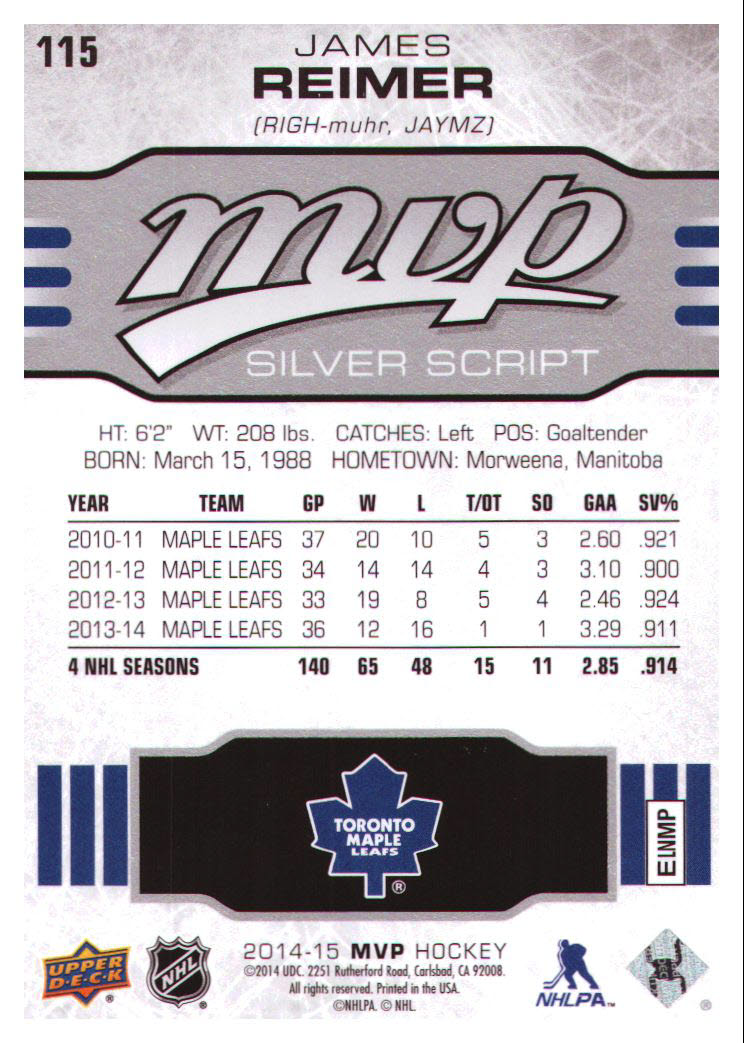 115
JAMES
REIMER
(RIGH-muhr, JAYMZ)
mvp
SILVER SCRIPT
HT: 6'2" WT: 208 lbs. CATCHES: Left POS: Goaltender
BORN: March 15, 1988 HOMETOWN: Morweena, Manitoba
YEAR TEAM GP W L T/OT SO GAA SV%
2010-11 MAPLE LEAFS 37 20 10 5 3 2.60 .921
2011-12 MAPLE LEAFS 34 14 14 4 3 3.10 .900
2012-13 MAPLE LEAFS 33 19 8 5 4 2.46 .924
2013-14 MAPLE LEAFS 36 12 16 1 1 3.29 .911
4 NHL SEASONS 140 65 48 15 11 2.85 .914
TORONTO
MAPLE
LEAFS
®
ELNMP
UPPER
D·E·C·K
®
NHL
®
2014-15 MVP HOCKEY
©2014 UDC. 2251 Rutherford Road, Carlsbad, CA 92008.
All rights reserved. Printed in the USA.
©NHLPA. © NHL.
NHLPA™
®